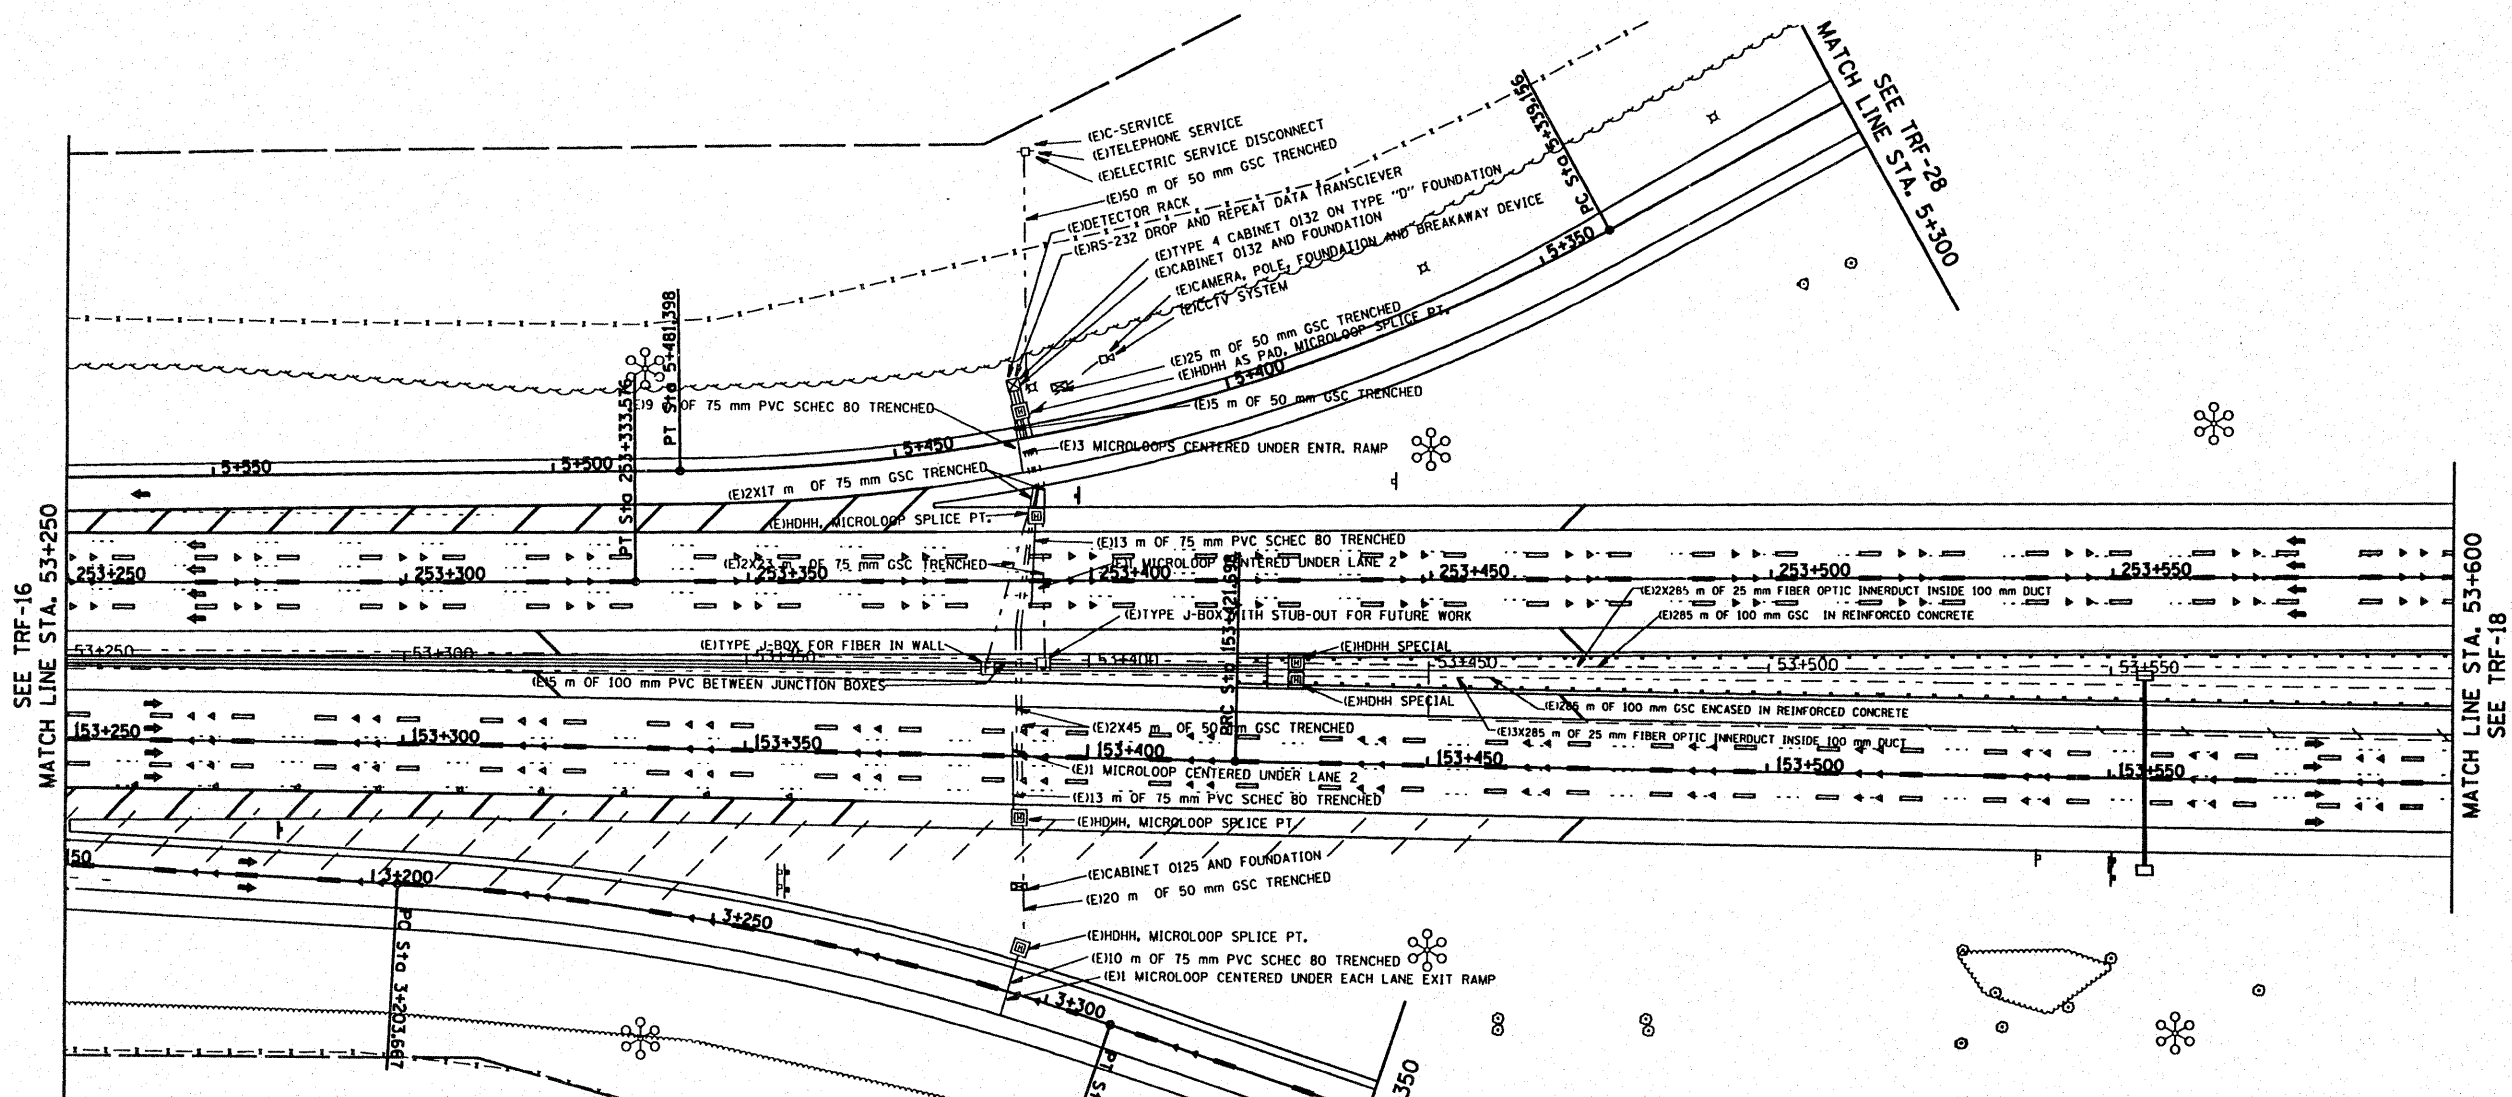 (E)C-SERVICE
(E)TELEPHONE SERVICE
(E)ELECTRIC SERVICE DISCONNECT
(E)50 m OF 50 mm GSC TRENCHED
(E)DETECTOR RACK
(E)RS-232 DROP AND REPEAT DATA TRANSCIEVER
(E)TYPE 4 CABINET 0132 ON TYPE "D" FOUNDATION
(E)CABINET 0132 AND FOUNDATION
(E)CAMERA, POLE, FOUNDATION AND BREAKAWAY DEVICE
(E)CCTV SYSTEM
(E)25 m OF 50 mm GSC TRENCHED
(E)HDHH AS PAD, MICROLOOP SPLICE PT.
PC Sta 5+339.156
MATCH LINE STA. 5+300
SEE TRF-28
5+350
5+400
5+450
5+500
5+550
PT Sta 5+481.398
PT Sta 253+333.576
(E)9 OF 75 mm PVC SCHEC 80 TRENCHED
(E)5 m OF 50 mm GSC TRENCHED
(E)3 MICROLOOPS CENTERED UNDER ENTR. RAMP
(E)2X17 m OF 75 mm GSC TRENCHED
(E)HDHH, MICROLOOP SPLICE PT.
(E)13 m OF 75 mm PVC SCHEC 80 TRENCHED
(E)2X23 m OF 75 mm GSC TRENCHED
(E)1 MICROLOOP CENTERED UNDER LANE 2
253+250
253+300
253+350
253+400
253+450
253+500
253+550
(E)2X285 m OF 25 mm FIBER OPTIC INNERDUCT INSIDE 100 mm DUCT
(E)285 m OF 100 mm GSC IN REINFORCED CONCRETE
(E)TYPE J-BOX WITH STUB-OUT FOR FUTURE WORK
(E)TYPE J-BOX FOR FIBER IN WALL
(E)HDHH SPECIAL
53+250
53+300
53+350
53+400
53+450
53+500
53+550
(E)5 m OF 100 mm PVC BETWEEN JUNCTION BOXES
(E)HDHH SPECIAL
(E)285 m OF 100 mm GSC ENCASED IN REINFORCED CONCRETE
(E)3X285 m OF 25 mm FIBER OPTIC INNERDUCT INSIDE 100 mm DUCT
(E)2X45 m OF 50 mm GSC TRENCHED
PRC Sta 153+421.698
153+250
153+300
153+350
153+400
153+450
153+500
153+550
(E)1 MICROLOOP CENTERED UNDER LANE 2
(E)13 m OF 75 mm PVC SCHEC 80 TRENCHED
(E)HDHH, MICROLOOP SPLICE PT.
(E)CABINET 0125 AND FOUNDATION
(E)20 m OF 50 mm GSC TRENCHED
(E)HDHH, MICROLOOP SPLICE PT.
(E)10 m OF 75 mm PVC SCHEC 80 TRENCHED
(E)1 MICROLOOP CENTERED UNDER EACH LANE EXIT RAMP
150
3+200
3+250
3+300
PC Sta 3+203.667
PT S
350
SEE TRF-16
MATCH LINE STA. 53+250
MATCH LINE STA. 53+600
SEE TRF-18